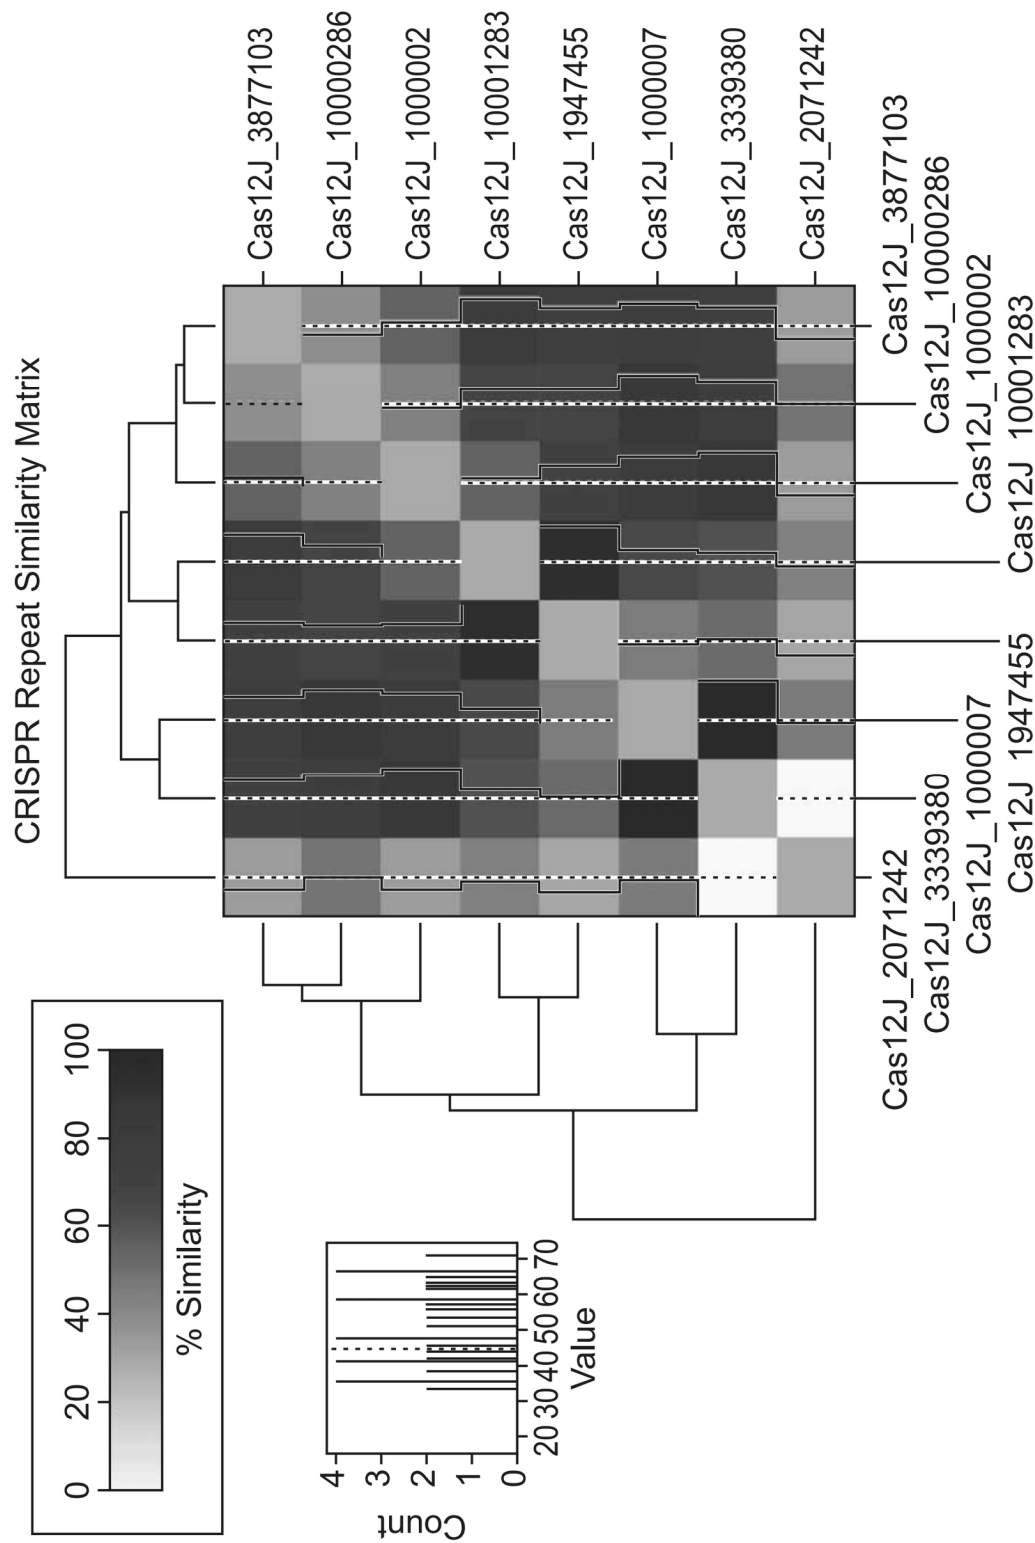 CRISPR Repeat Similarity Matrix
0 20 40 60 80 100
% Similarity
4
3
2
1
0
Count
20 30 40 50 60 70
Value
Cas12J_3877103
Cas12J_10000286
Cas12J_1000002
Cas12J_10001283
Cas12J_1947455
Cas12J_1000007
Cas12J_3339380
Cas12J_2071242
Cas12J_2071242
Cas12J_3339380
Cas12J_1000007
Cas12J_1947455
Cas12J_10001283
Cas12J_1000002
Cas12J_10000286
Cas12J_3877103